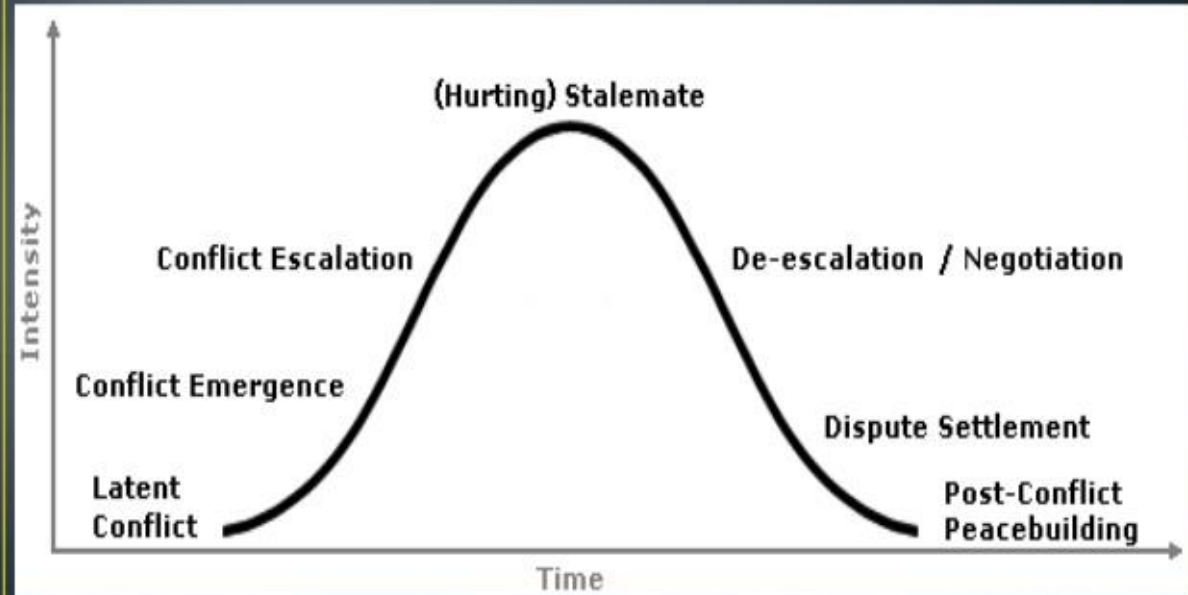 (Hurting) Stalemate
Conflict Escalation
De-escalation / Negotiation
Intensity
Conflict Emergence
Dispute Settlement
Latent
Conflict
Post-Conflict
Peacebuilding
Time